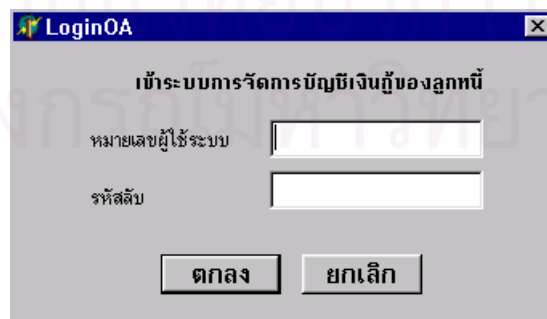 LoginOA
เข้าระบบการจัดการบัญชีเงินกู้ของลูกหนี้
หมายเลขผู้ใช้ระบบ
รหัสลับ
ตกลง ยกเลิก